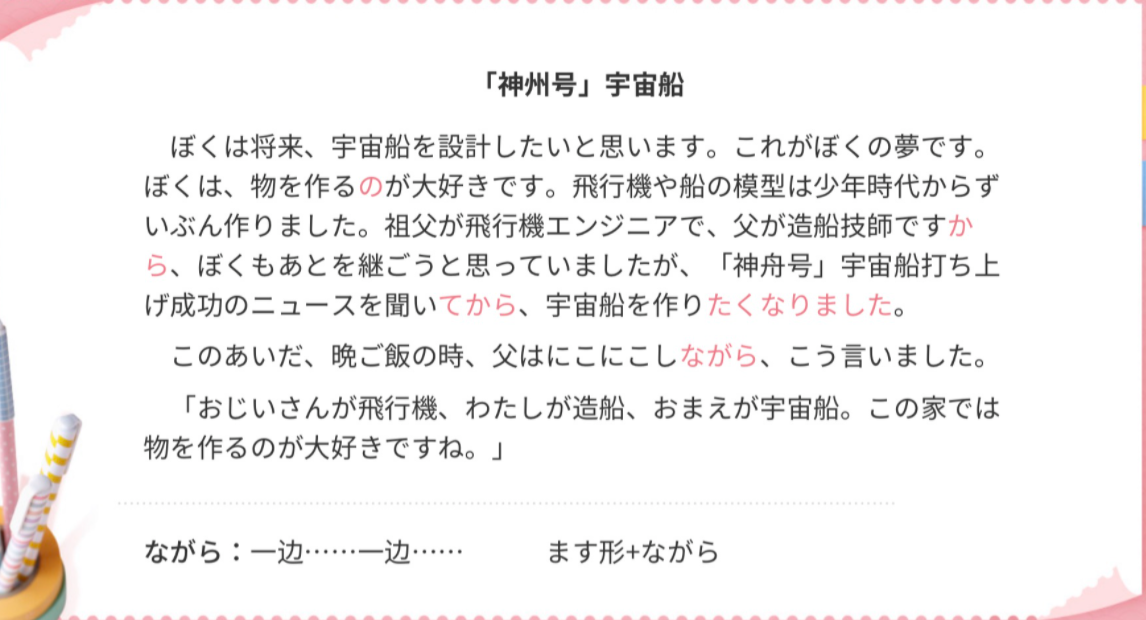 「神州号」宇宙船
ぼくは将来、宇宙船を設計したいと思います。これがぼくの夢です。
ぼくは、物を作るのが大好きです。飛行機や船の模型は少年時代からず
いぶん作りました。祖父が飛行機エンジニアで、父が造船技師ですか
ら、ぼくもあとを継ごうと思っていましたが、「神舟号」宇宙船打ち上
げ成功のニュースを聞いてから、宇宙船を作りたくなりました。
このあいだ、晩ご飯の時、父はにこにこしながら、こう言いました。
「おじいさんが飛行機、わたしが造船、おまえが宇宙船。この家では
物を作るのが大好きですね。」
ながら：一边……一边…… ます形+ながら